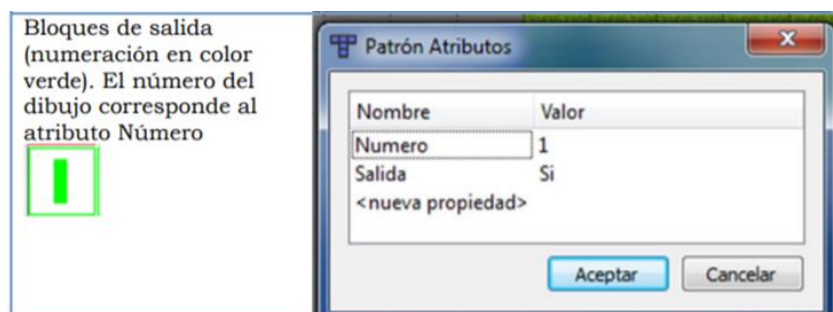 Bloques de salida
(numeración en color
verde). El número del
dibujo corresponde al
atributo Número
Patrón Atributos
Nombre Valor
Numero 1
Salida Si
<nueva propiedad>
Aceptar Cancelar